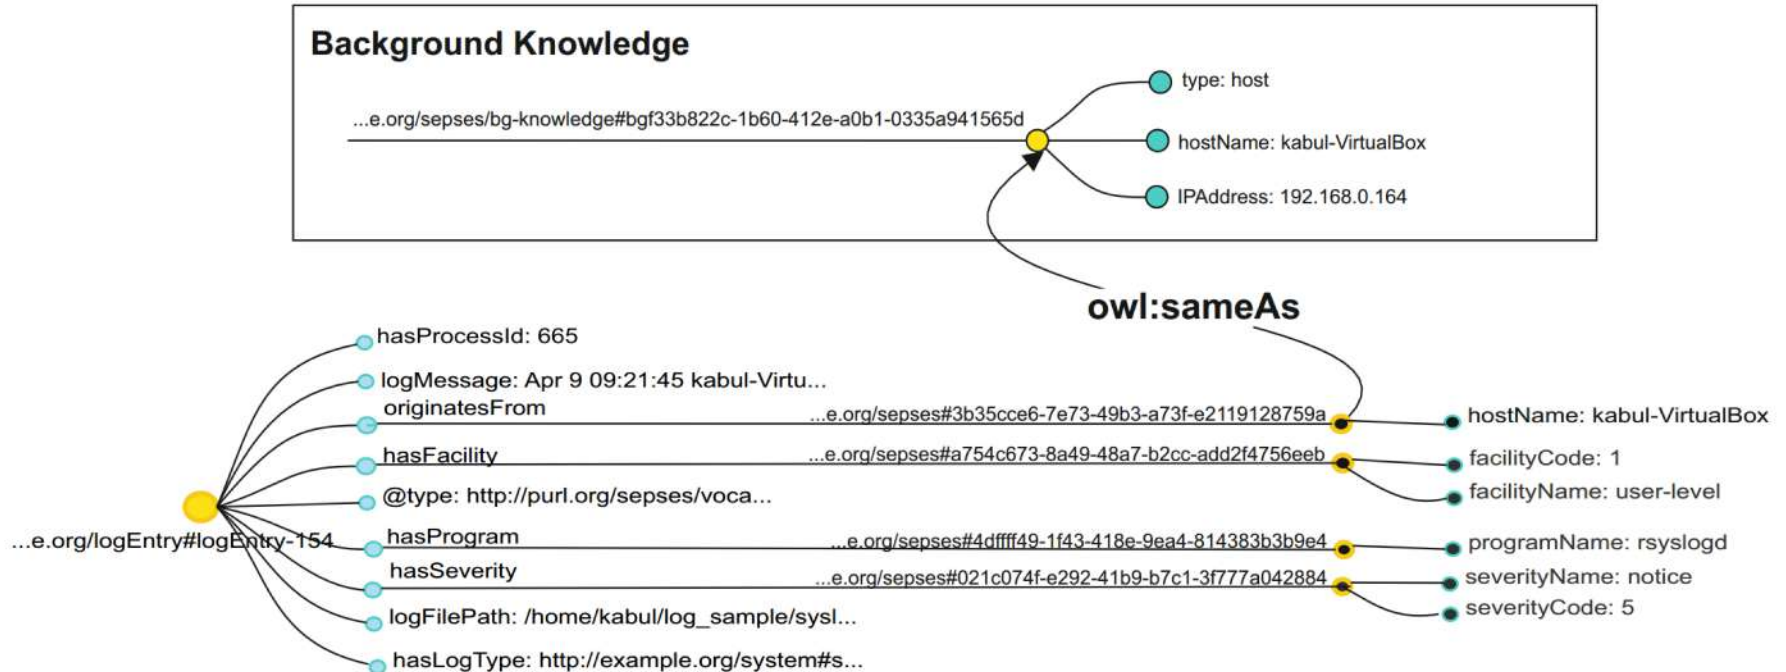 Background Knowledge
...e.org/sepses/bg-knowledge#bgf33b822c-1b60-412e-a0b1-0335a941565d
type: host
hostName: kabul-VirtualBox
IPAddress: 192.168.0.164
owl:sameAs
hasProcessId: 665
logMessage: Apr 9 09:21:45 kabul-Virtu...
originatesFrom
...e.org/sepses#3b35cce6-7e73-49b3-a73f-e2119128759a
hostName: kabul-VirtualBox
hasFacility
...e.org/sepses#a754c673-8a49-48a7-b2cc-add2f4756eeb
facilityCode: 1
facilityName: user-level
@type: http://purl.org/sepses/voca...
...e.org/logEntry#logEntry-154
hasProgram
...e.org/sepses#4dffff49-1f43-418e-9ea4-814383b3b9e4
programName: rsyslogd
hasSeverity
...e.org/sepses#021c074f-e292-41b9-b7c1-3f777a042884
severityName: notice
severityCode: 5
logFilePath: /home/kabul/log_sample/sysl...
hasLogType: http://example.org/system#s...